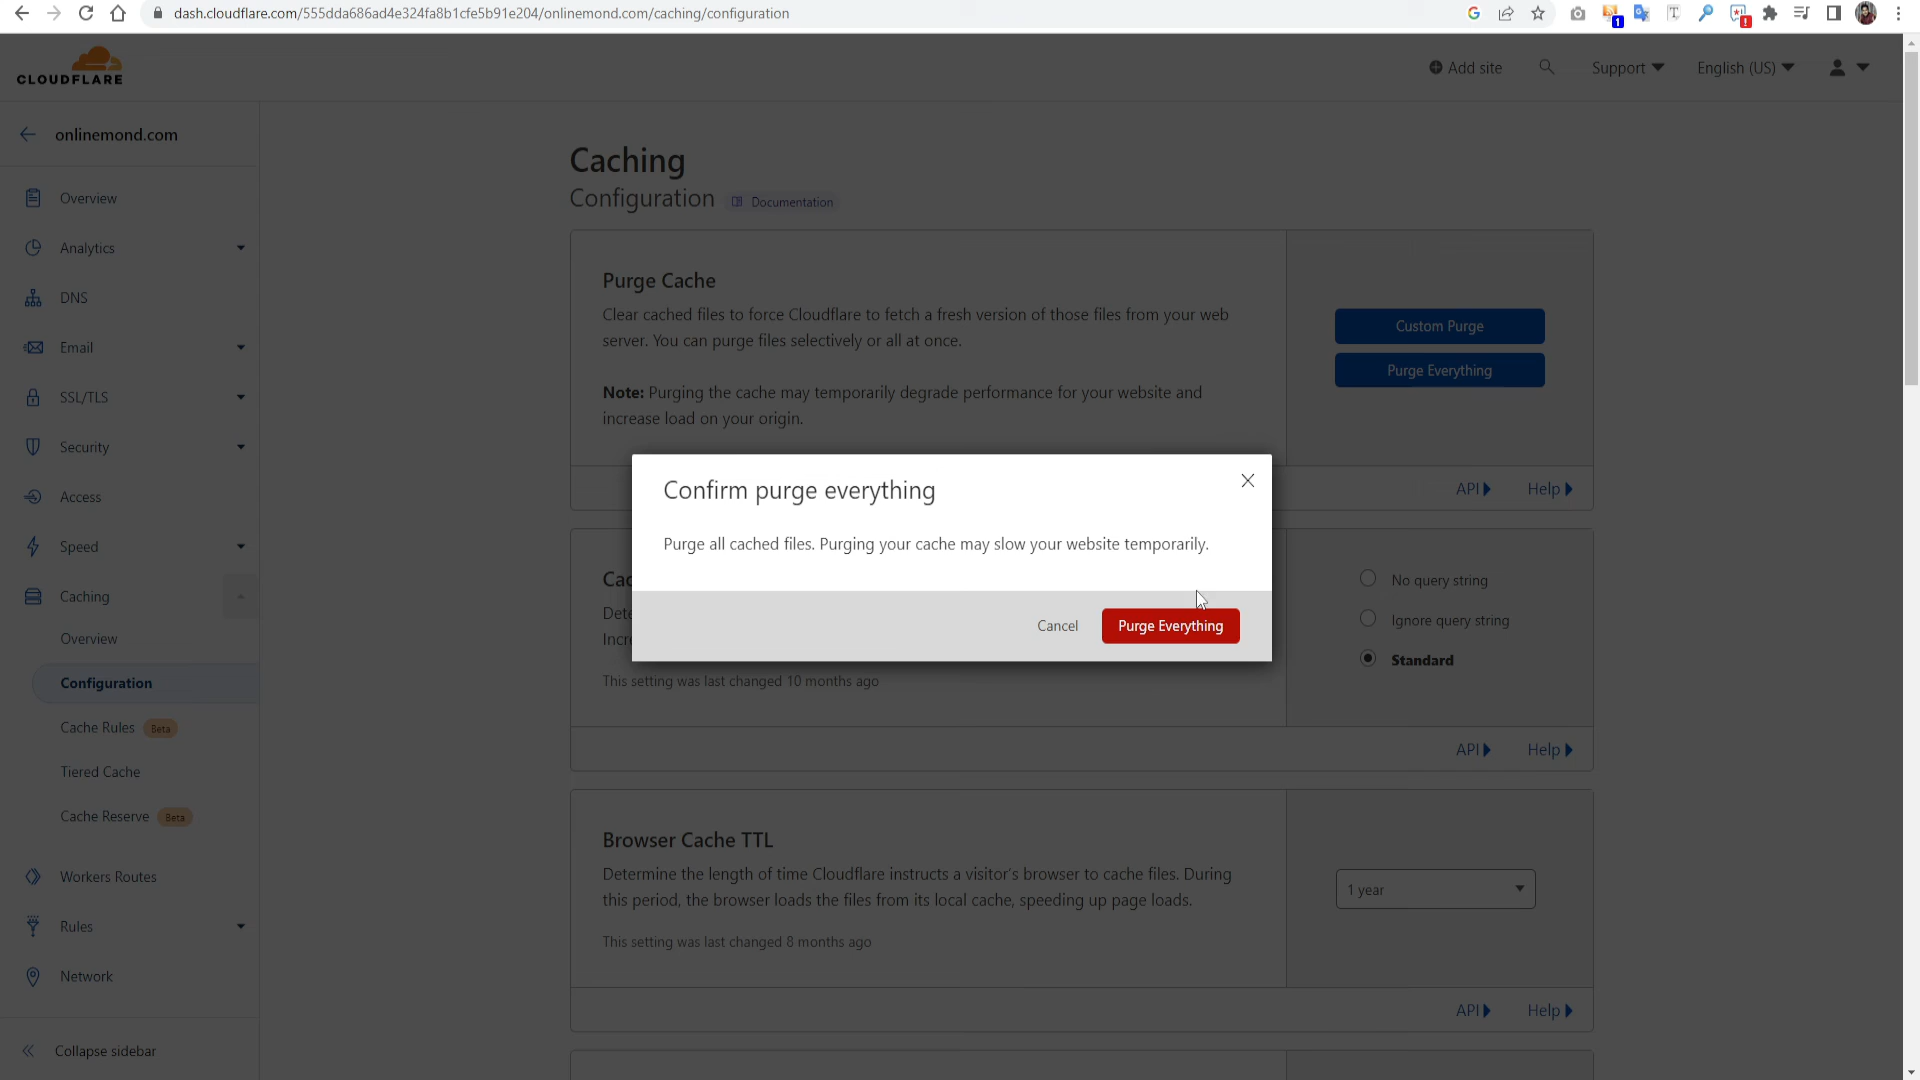 dash.cloudflare.com/555dda686ad4e324fa8b1cfe5b91e204/onlinemond.com/caching/configuration
1
CLOUDFLARE
Add site
Support
English (US)
onlinemond.com
Overview
Analytics
DNS
Email
SSL/TLS
Security
Access
Speed
Caching
Overview
Configuration
Cache Rules Beta
Tiered Cache
Cache Reserve Beta
Workers Routes
Rules
Network
Collapse sidebar
Caching
Configuration Documentation
Purge Cache
Clear cached files to force Cloudflare to fetch a fresh version of those files from your web
server. You can purge files selectively or all at once.
Note: Purging the cache may temporarily degrade performance for your website and
increase load on your origin.
Custom Purge
Purge Everything
API
Help
Confirm purge everything
Purge all cached files. Purging your cache may slow your website temporarily.
Cancel
Purge Everything
This setting was last changed 10 months ago
No query string
Ignore query string
Standard
API
Help
Browser Cache TTL
Determine the length of time Cloudflare instructs a visitor's browser to cache files. During
this period, the browser loads the files from its local cache, speeding up page loads.
This setting was last changed 8 months ago
1 year
API
Help